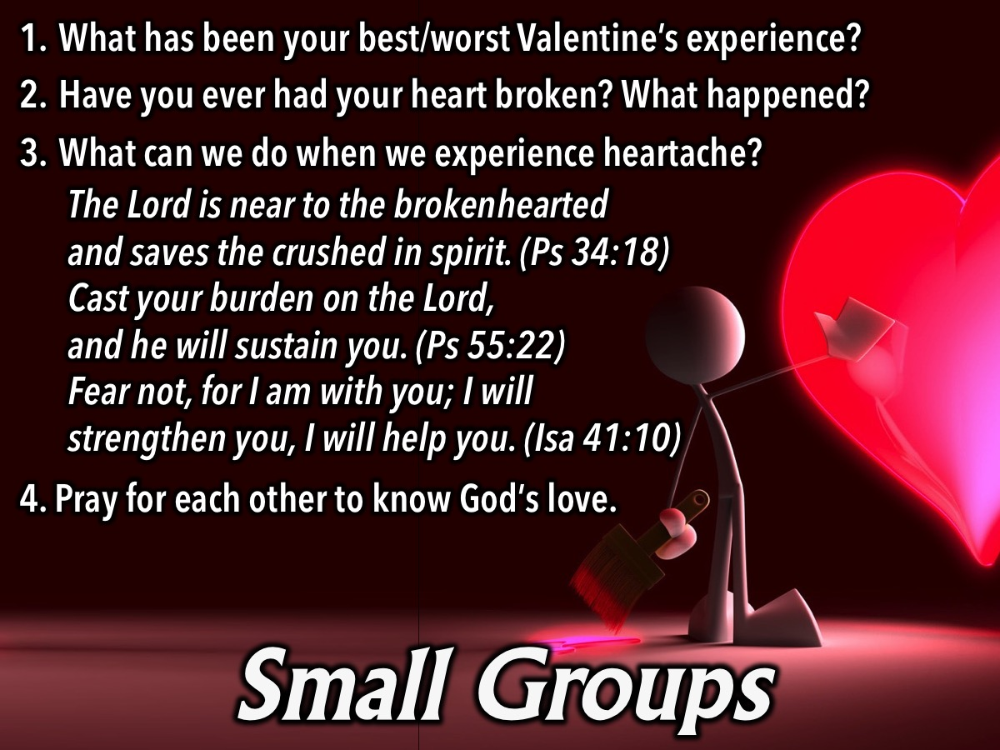 1. What has been your best/worst Valentine’s experience?
2. Have you ever had your heart broken? What happened?
3. What can we do when we experience heartache?
The Lord is near to the brokenhearted
and saves the crushed in spirit. (Ps 34:18)
Cast your burden on the Lord,
and he will sustain you. (Ps 55:22)
Fear not, for I am with you; I will
strengthen you, I will help you. (Isa 41:10)
4. Pray for each other to know God’s love.
Small Groups